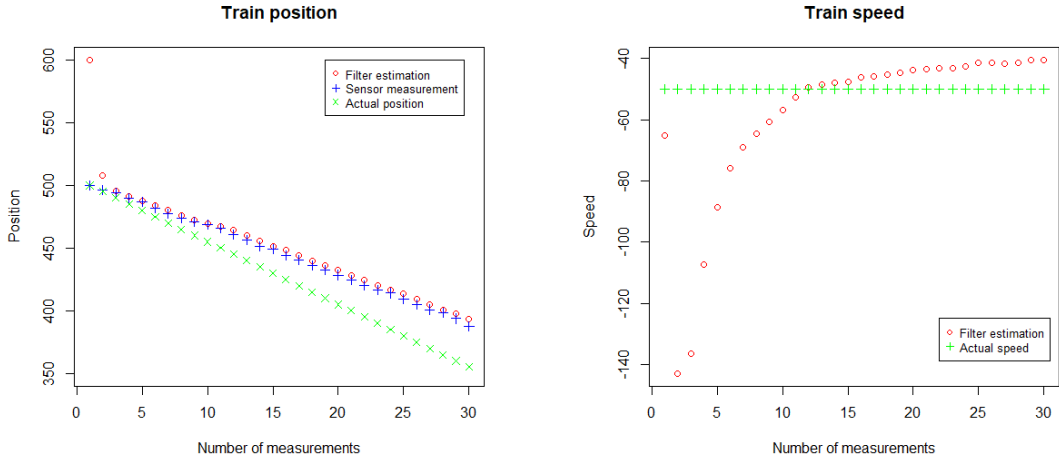 Train position
600
550
500
450
400
350
Position
Filter estimation
Sensor measurement
Actual position
0 5 10 15 20 25 30
Number of measurements
Train speed
-40
-60
-80
-100
-120
-140
Speed
Filter estimation
Actual speed
0 5 10 15 20 25 30
Number of measurements